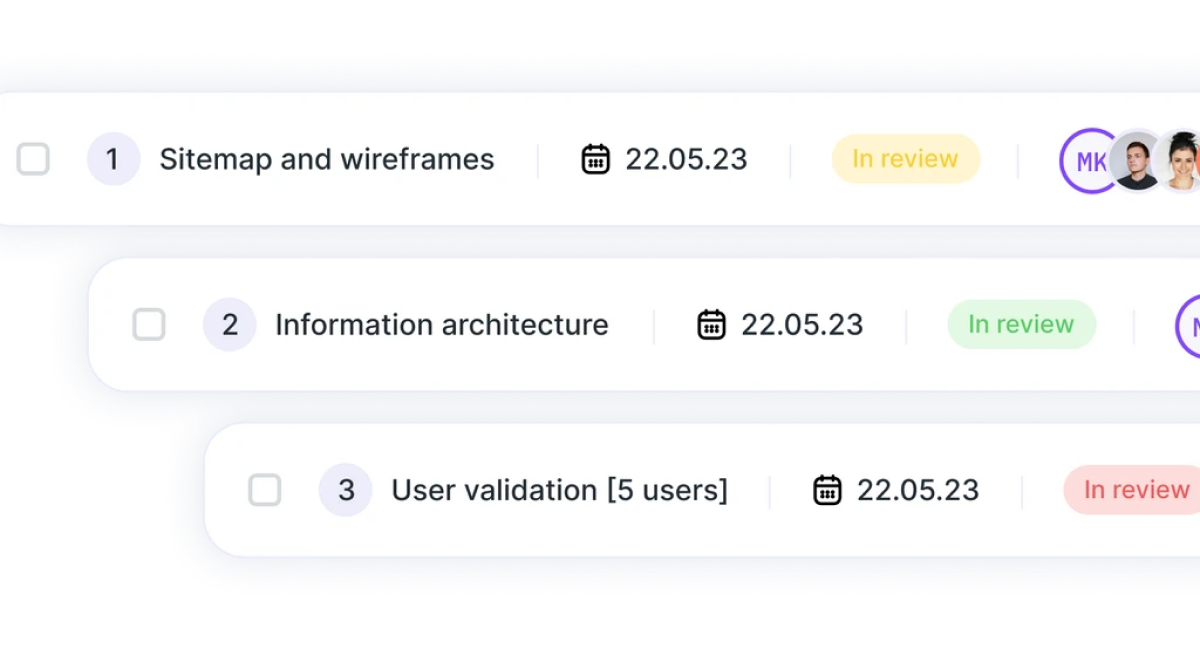 1 Sitemap and wireframes 22.05.23 In review MK
2 Information architecture 22.05.23 In review
3 User validation [5 users] 22.05.23 In review